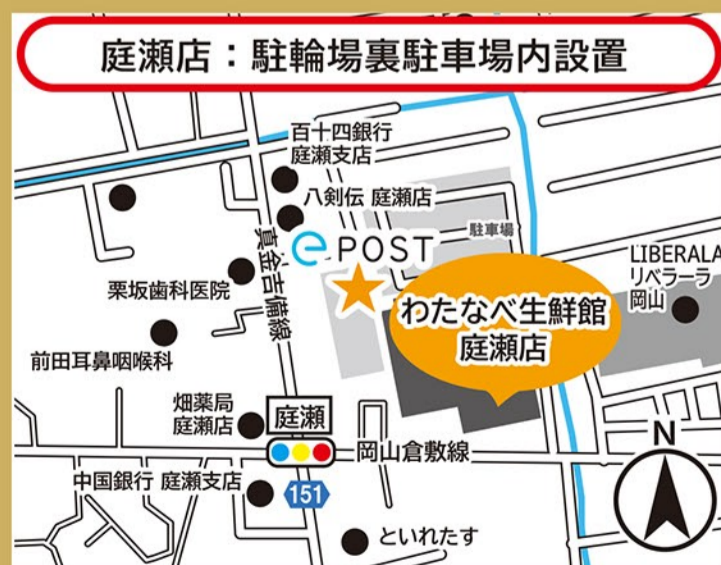 庭瀬店：駐輪場裏駐車場内設置
百十四銀行
庭瀬支店
八剣伝 庭瀬店
e POST
駐車場
真金吉備線
栗坂歯科医院
わたなべ生鮮館
庭瀬店
LIBERALA
リベラーラ
岡山
前田耳鼻咽喉科
畑薬局
庭瀬店
庭瀬
岡山倉敷線
中国銀行 庭瀬支店
151
といれたす
N